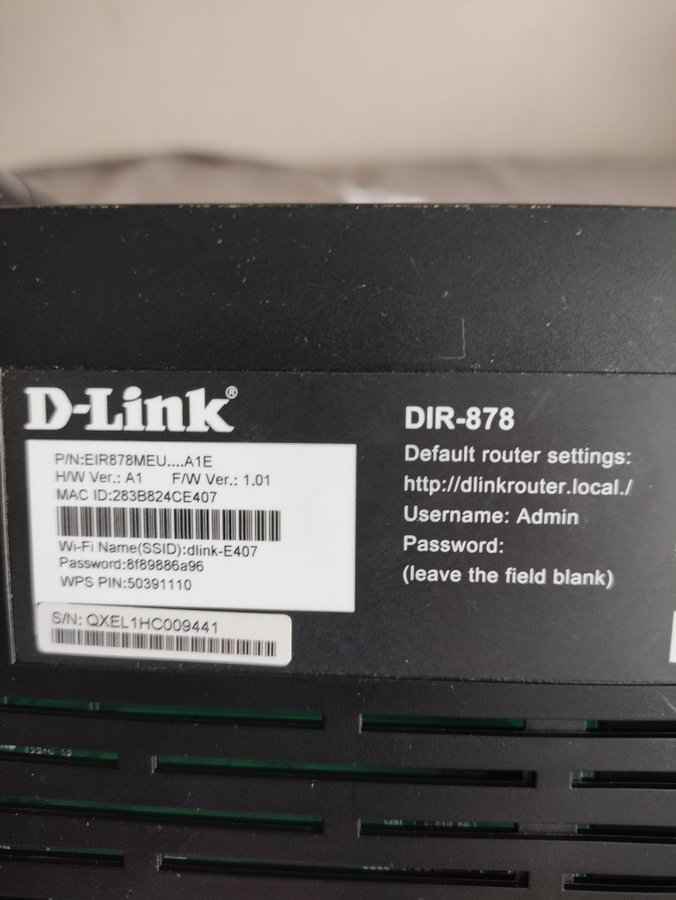 D-Link®
P/N:EIR878MEU....A1E
H/W Ver.: A1 F/W Ver.: 1.01
MAC ID:283B824CE407
Wi-Fi Name(SSID):dlink-E407
Password:8f89886a96
WPS PIN:50391110
S/N: QXEL1HC009441
DIR-878
Default router settings:
http://dlinkrouter.local./
Username: Admin
Password:
(leave the field blank)